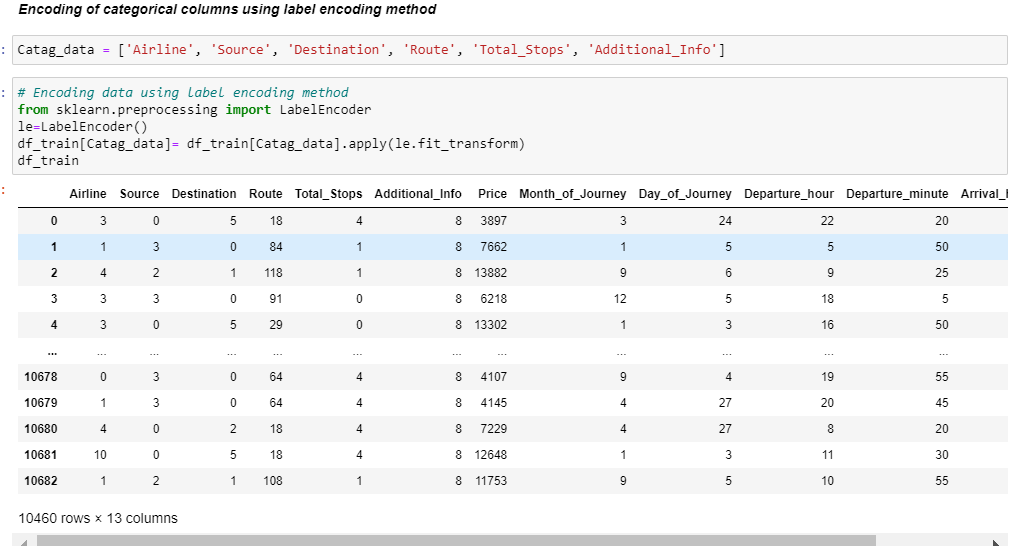 Encoding of categorical columns using label encoding method
: Catag_data = ['Airline', 'Source', 'Destination', 'Route', 'Total_Stops', 'Additional_Info']
: # Encoding data using label encoding method
from sklearn.preprocessing import LabelEncoder
le=LabelEncoder()
df_train[Catag_data]= df_train[Catag_data].apply(le.fit_transform)
df_train
:
Airline Source Destination Route Total_Stops Additional_Info Price Month_of_Journey Day_of_Journey Departure_hour Departure_minute Arrival_
0 3 0 5 18 4 8 3897 3 24 22 20
1 1 3 0 84 1 8 7662 1 5 5 50
2 4 2 1 118 1 8 13882 9 6 9 25
3 3 3 0 91 0 8 6218 12 5 18 5
4 3 0 5 29 0 8 13302 1 3 16 50
... ... ... ... ... ... ... ... ... ... ... ...
10678 0 3 0 64 4 8 4107 9 4 19 55
10679 1 3 0 64 4 8 4145 4 27 20 45
10680 4 0 2 18 4 8 7229 4 27 8 20
10681 10 0 5 18 4 8 12648 1 3 11 30
10682 1 2 1 108 1 8 11753 9 5 10 55
10460 rows × 13 columns